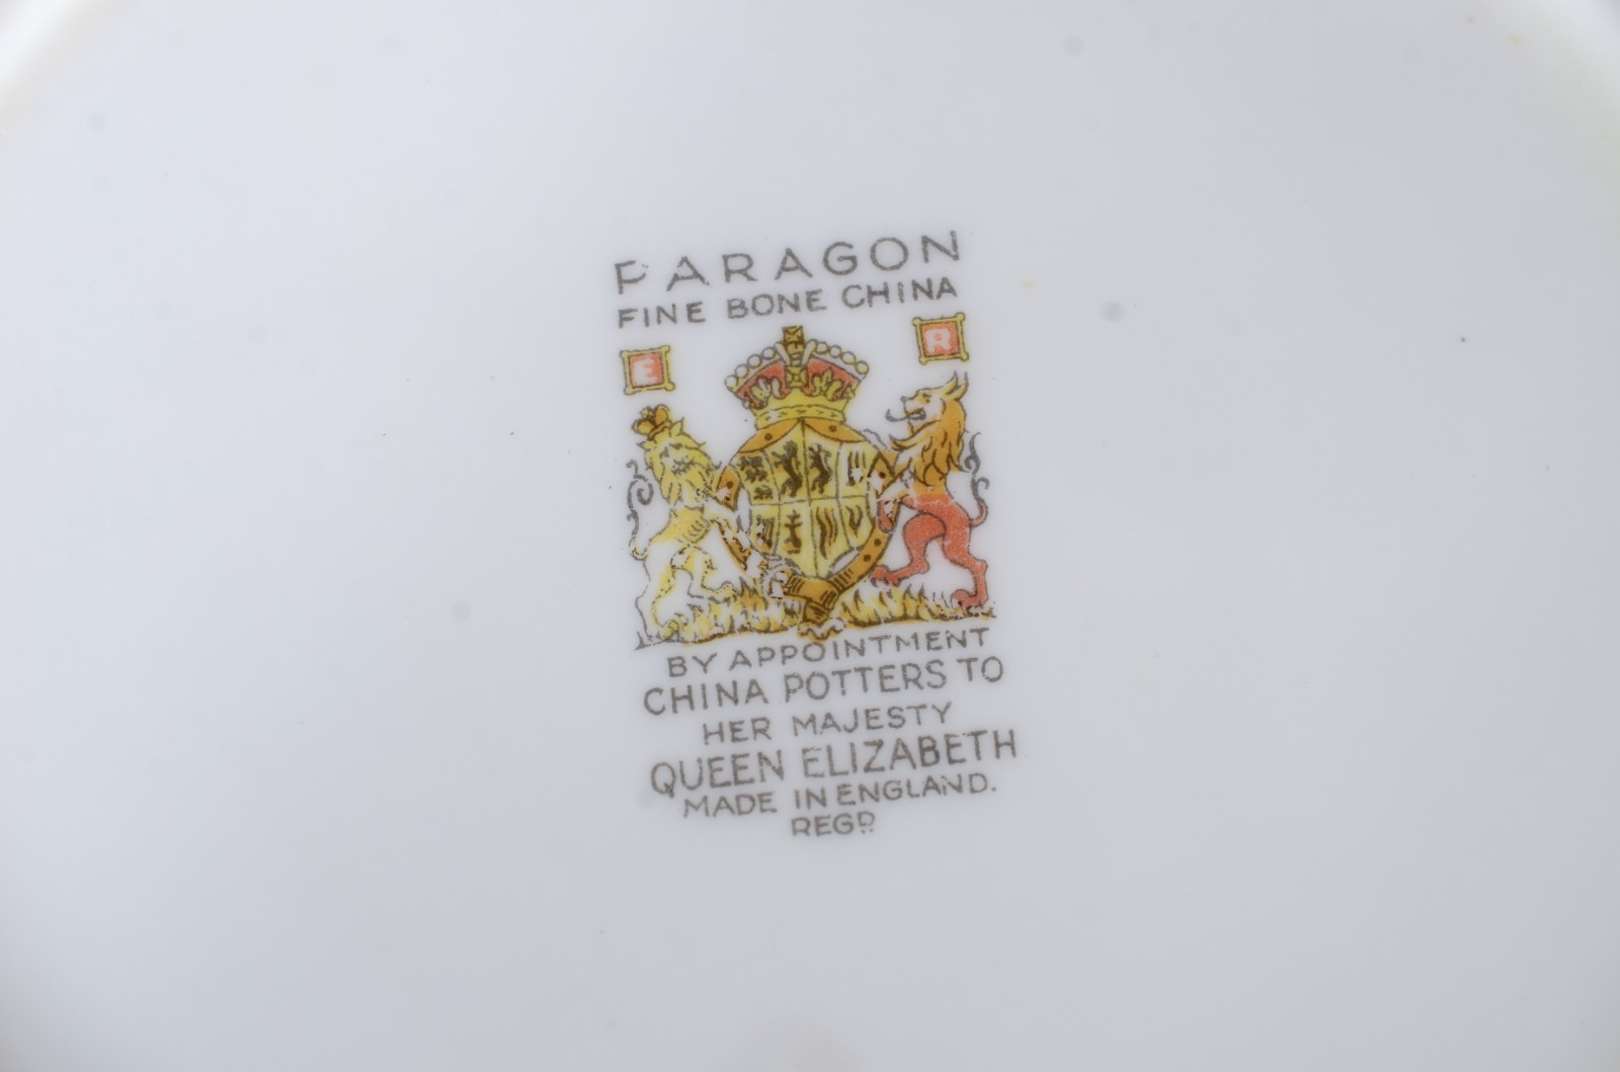 PARAGON
FINE BONE CHINA
E R
BY APPOINTMENT
CHINA POTTERS TO
HER MAJESTY
QUEEN ELIZABETH
MADE IN ENGLAND.
REGD